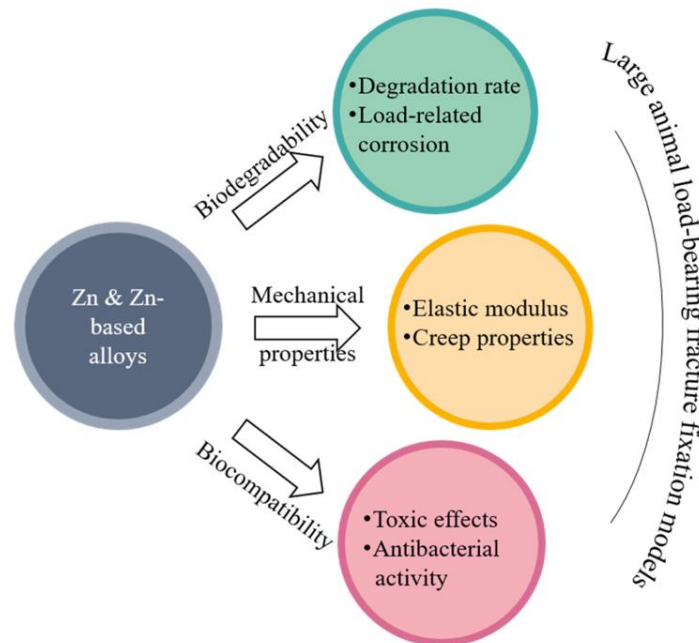 Zn & Zn-
based
alloys
Biodegradability
•Degradation rate
•Load-related
corrosion
Mechanical
properties
•Elastic modulus
•Creep properties
Biocompatibility
•Toxic effects
•Antibacterial
activity
Large animal load-bearing fracture fixation models